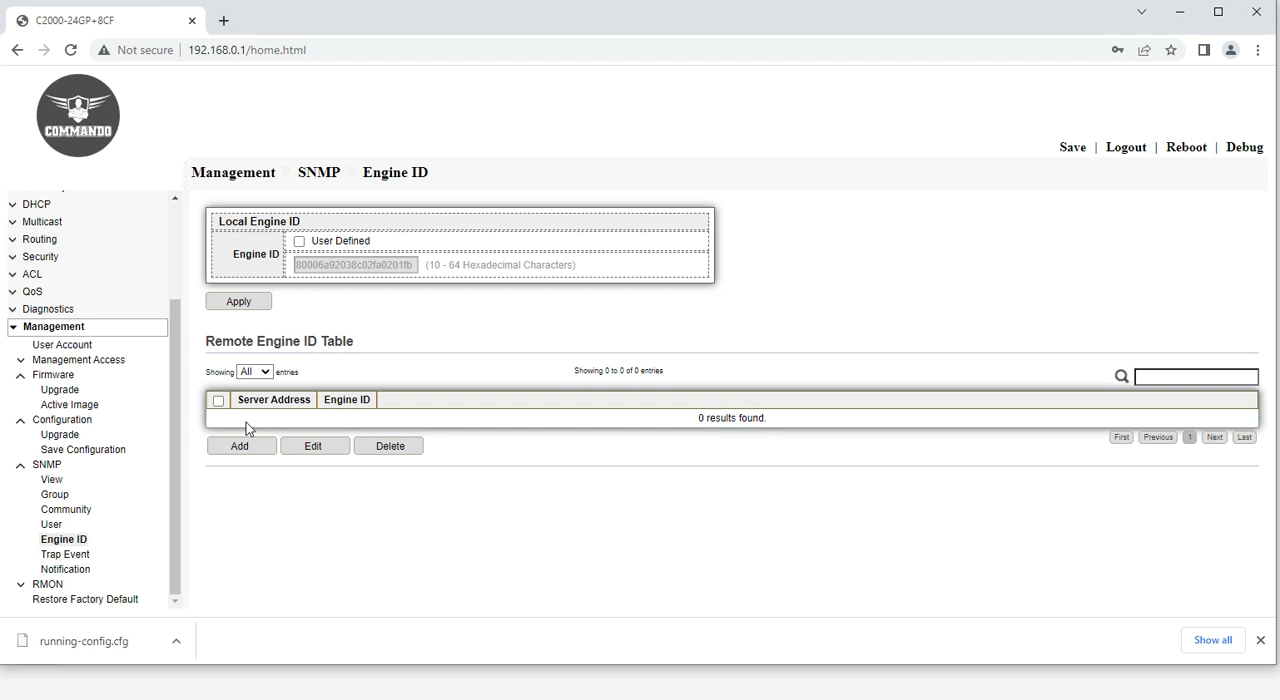 C2000-24GP+8CF
Not secure | 192.168.0.1/home.html
COMMANDO
Save | Logout | Reboot | Debug
Management » SNMP » Engine ID
DHCP
Multicast
Routing
Security
ACL
QoS
Diagnostics
Management
User Account
Management Access
Firmware
Upgrade
Active Image
Configuration
Upgrade
Save Configuration
SNMP
View
Group
Community
User
Engine ID
Trap Event
Notification
RMON
Restore Factory Default
Local Engine ID
Engine ID
User Defined
80006a92038c02fa0201fb (10 - 64 Hexadecimal Characters)
Apply
Remote Engine ID Table
Showing All entries
Showing 0 to 0 of 0 entries
Server Address Engine ID
0 results found.
Add Edit Delete
First Previous 1 Next Last
running-config.cfg
Show all